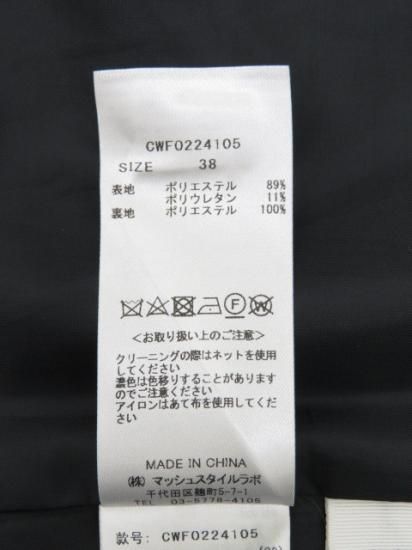 CWF0224105
SIZE 38
表地 ポリエステル 89%
ポリウレタン 11%
裏地 ポリエステル 100%
F W
<お取り扱い上のご注意>
クリーニングの際はネットを使用
してください
濃色は色移りすることがあります
のでご注意ください
アイロンはあて布を使用してくだ
さい
MADE IN CHINA
(株)マッシュスタイルラボ
千代田区麹町5-7-1
03-5778-4105
款号: CWF0224105